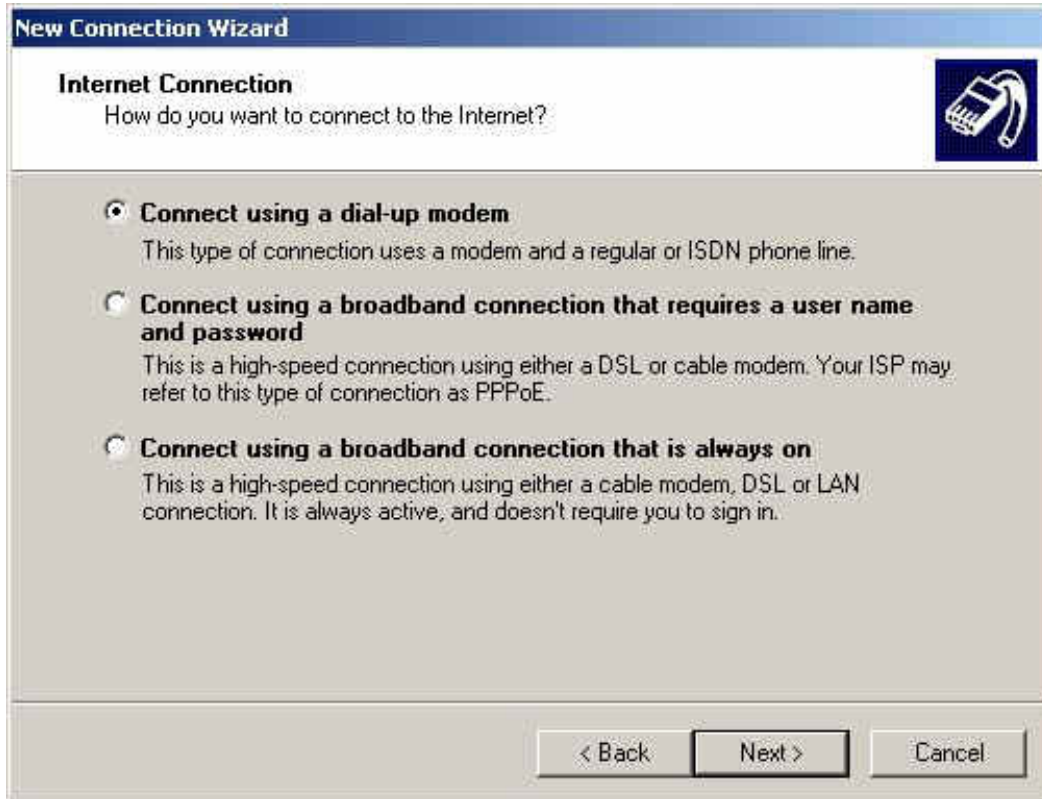 New Connection Wizard
Internet Connection
How do you want to connect to the Internet?
Connect using a dial-up modem
This type of connection uses a modem and a regular or ISDN phone line.
Connect using a broadband connection that requires a user name
and password
This is a high-speed connection using either a DSL or cable modem. Your ISP may
refer to this type of connection as PPPoE.
Connect using a broadband connection that is always on
This is a high-speed connection using either a cable modem, DSL or LAN
connection. It is always active, and doesn't require you to sign in.
< Back
Next >
Cancel